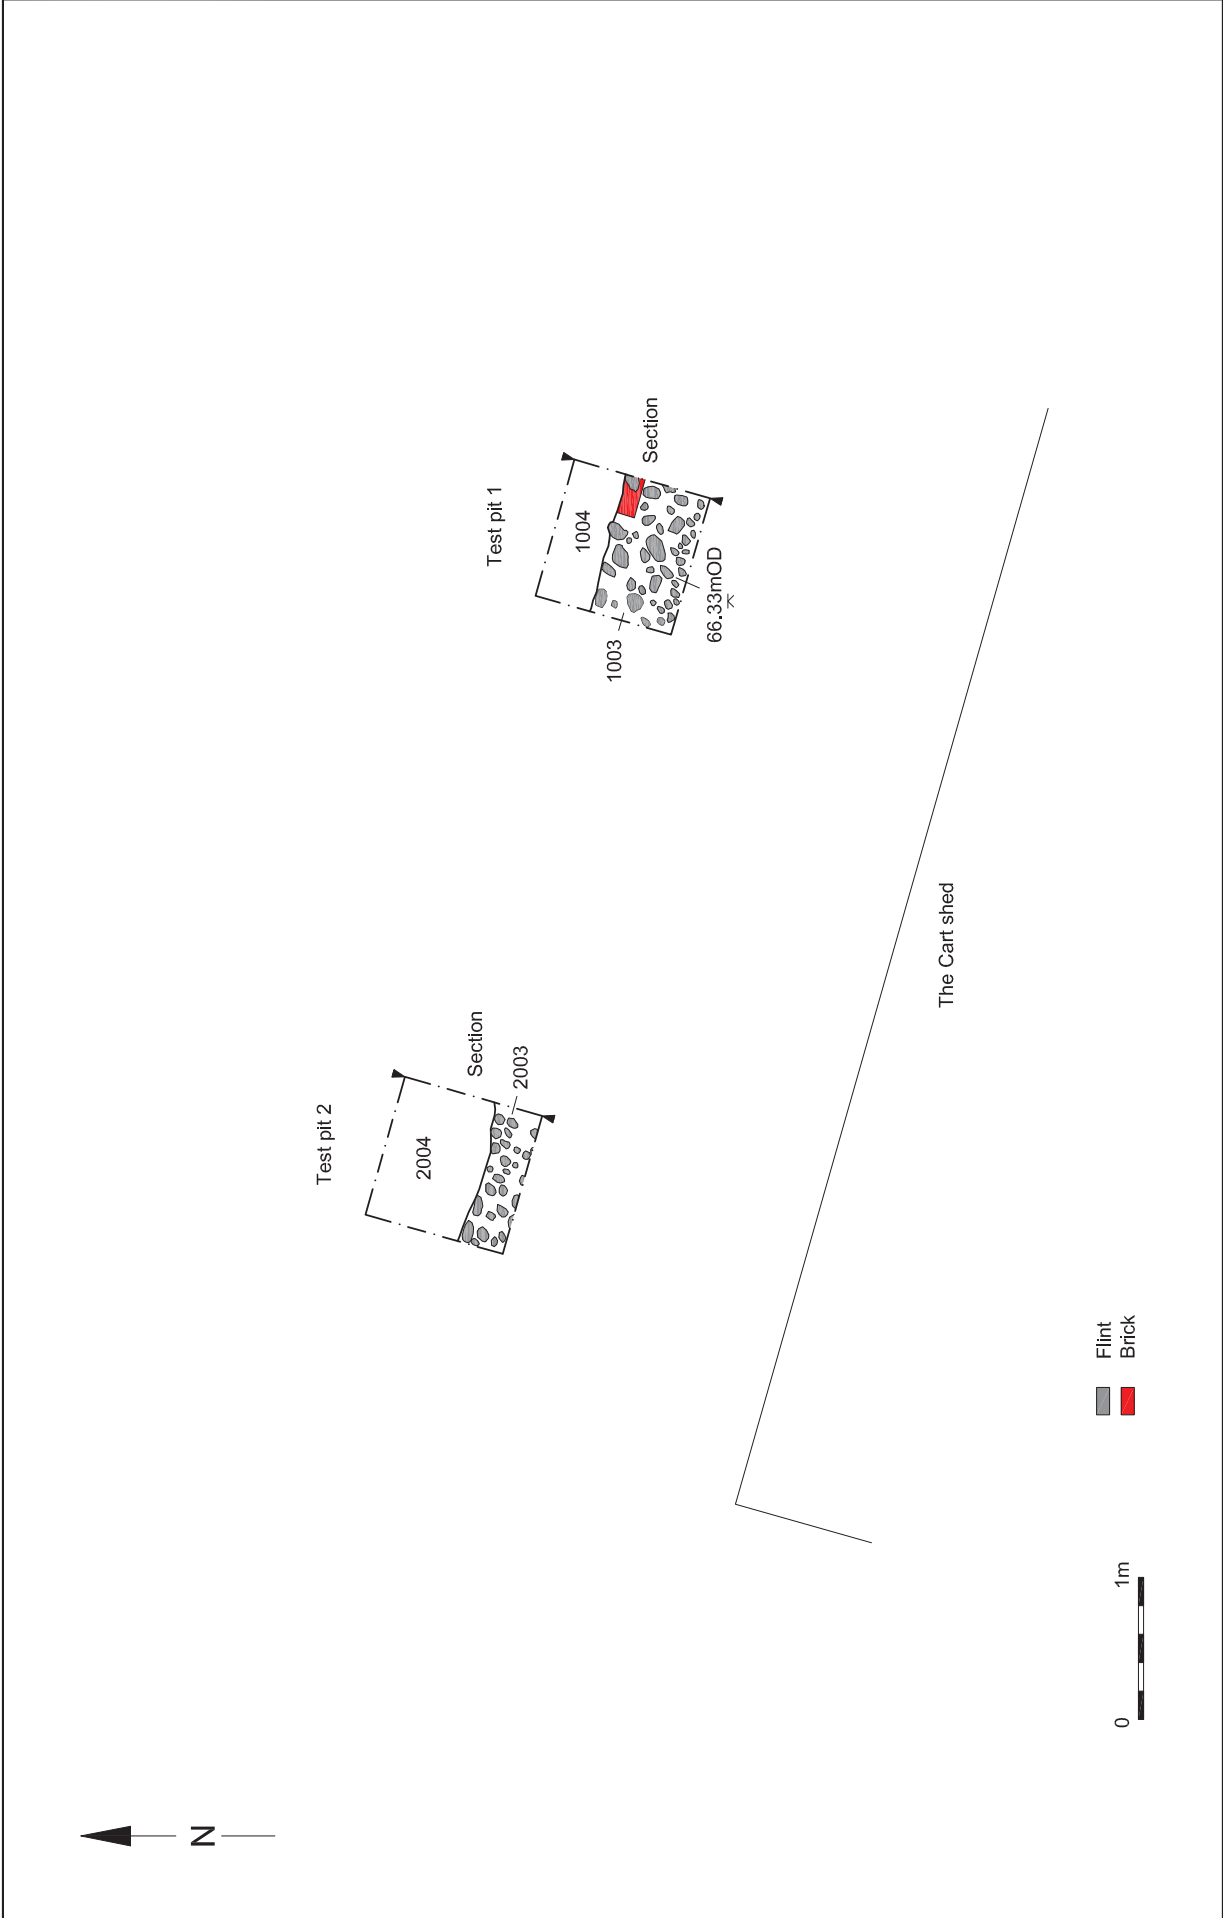 Test pit 2
2004
Section
2003
Test pit 1
1004
Section
1003
66.33mOD
The Cart shed
N
Flint
Brick
0 1m